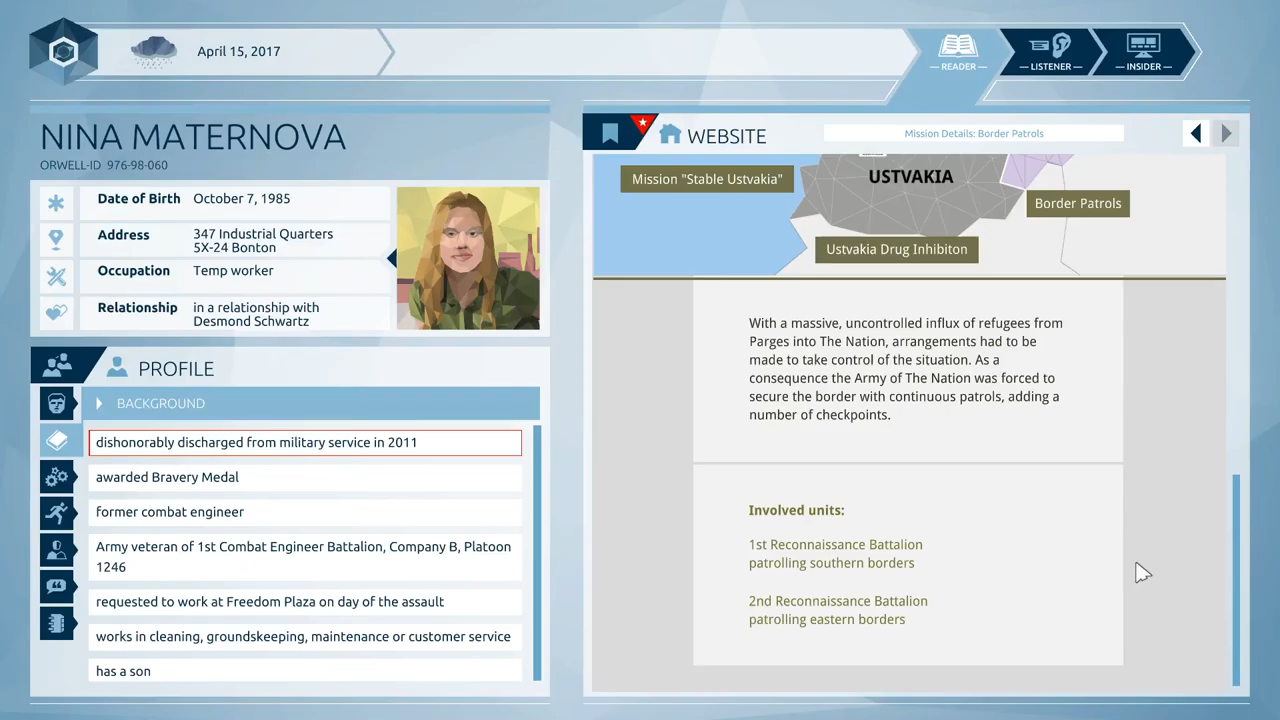 April 15, 2017
— READER —
— LISTENER —
— INSIDER —
NINA MATERNOVA
ORWELL-ID 976-98-060
Date of Birth October 7, 1985
Address 347 Industrial Quarters
5X-24 Bonton
Occupation Temp worker
Relationship in a relationship with
Desmond Schwartz
PROFILE
BACKGROUND
dishonorably discharged from military service in 2011
awarded Bravery Medal
former combat engineer
Army veteran of 1st Combat Engineer Battalion, Company B, Platoon
1246
requested to work at Freedom Plaza on day of the assault
works in cleaning, groundskeeping, maintenance or customer service
has a son
WEBSITE
Mission Details: Border Patrols
Mission "Stable Ustvakia"
USTVAKIA
Border Patrols
Ustvakia Drug Inhibiton
With a massive, uncontrolled influx of refugees from
Parges into The Nation, arrangements had to be
made to take control of the situation. As a
consequence the Army of The Nation was forced to
secure the border with continuous patrols, adding a
number of checkpoints.
Involved units:
1st Reconnaissance Battalion
patrolling southern borders
2nd Reconnaissance Battalion
patrolling eastern borders